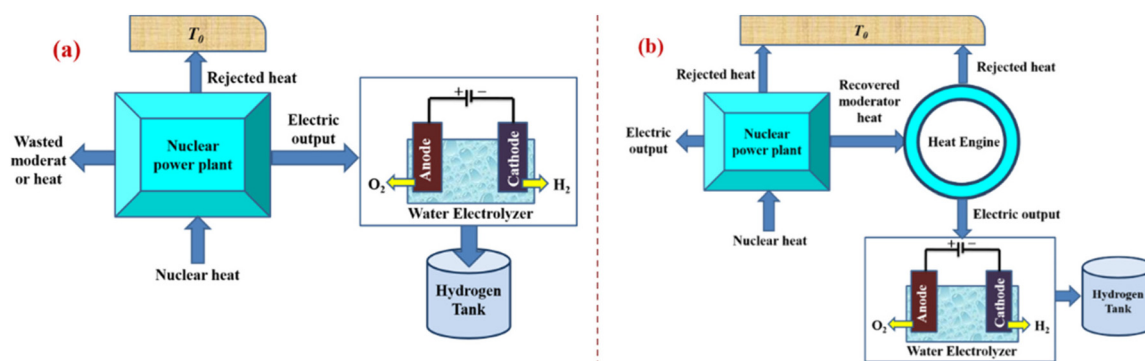 (a)
T0
Rejected heat
Wasted
moderat
or heat
Nuclear
power plant
Electric
output
Nuclear heat
+ −
Anode
Cathode
O2
H2
Water Electrolyzer
Hydrogen
Tank
(b)
T0
Rejected heat
Rejected heat
Electric
output
Nuclear
power plant
Recovered
moderator
heat
Heat Engine
Nuclear heat
Electric output
+ −
Anode
Cathode
O2
H2
Water Electrolyzer
Hydrogen
Tank